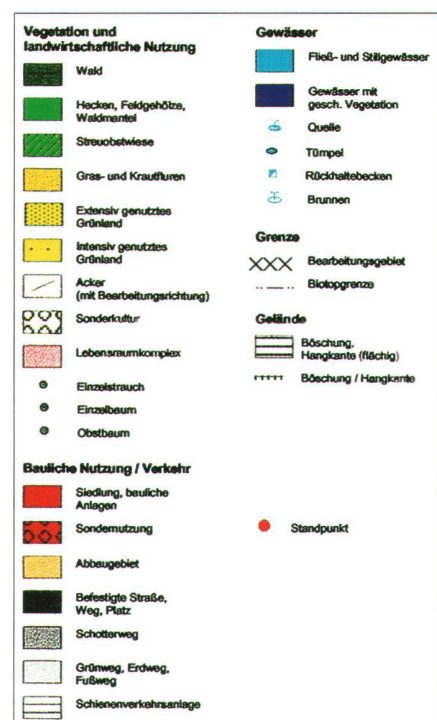 Vegetation und
landwirtschaftliche Nutzung
Wald
Hecken, Feldgehölze,
Waldmantel
Streuobstwiese
Gras- und Krautfluren
Extensiv genutztes
Grünland
Intensiv genutztes
Grünland
Acker
(mit Bearbeitungsrichtung)
Sonderkultur
Lebensraumkomplex
Einzelstrauch
Einzelbaum
Obstbaum
Bauliche Nutzung / Verkehr
Siedlung, bauliche
Anlagen
Sondernutzung
Abbaugebiet
Befestigte Straße,
Weg, Platz
Schotterweg
Grünweg, Erdweg,
Fußweg
Schienenverkehrsanlage
Gewässer
Fließ- und Stillgewässer
Gewässer mit
gesch. Vegetation
Quelle
Tümpel
Rückhaltebecken
Brunnen
Grenze
Bearbeitungsgebiet
Biotopgrenze
Gelände
Böschung,
Hangkante (flächig)
Böschung / Hangkante
Standpunkt